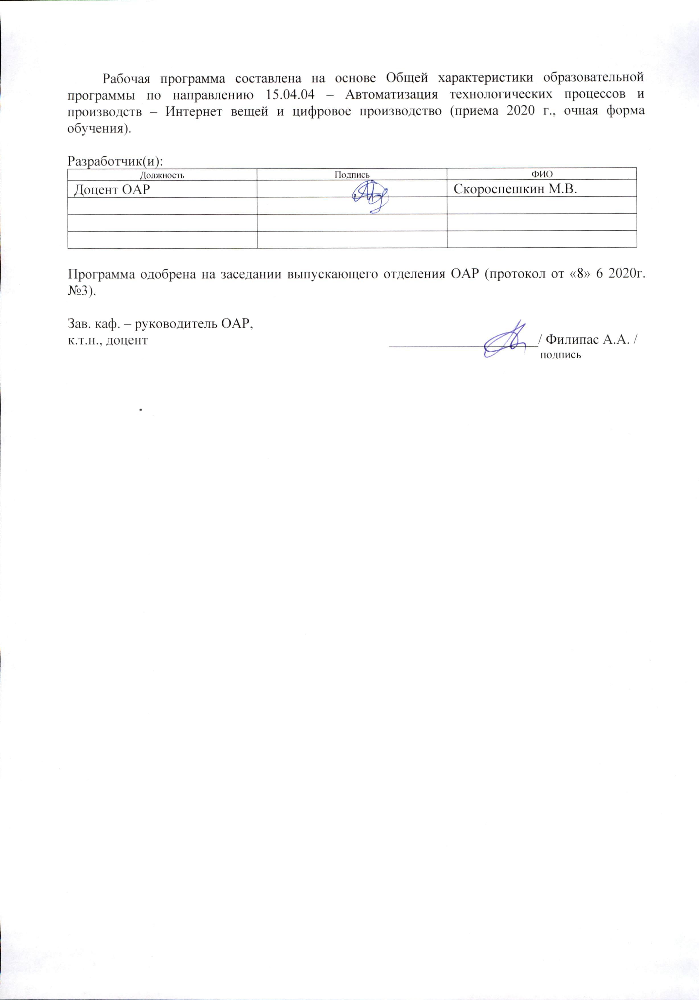 Рабочая программа составлена на основе Общей характеристики образовательной
программы по направлению 15.04.04 – Автоматизация технологических процессов и
производств – Интернет вещей и цифровое производство (приема 2020 г., очная форма
обучения).
Разработчик(и):
Должность Подпись ФИО
Доцент ОАР Скороспешкин М.В.
Программа одобрена на заседании выпускающего отделения ОАР (протокол от «8» 6 2020г.
№3).
Зав. каф. – руководитель ОАР,
к.т.н., доцент / Филипас А.А. /
подпись